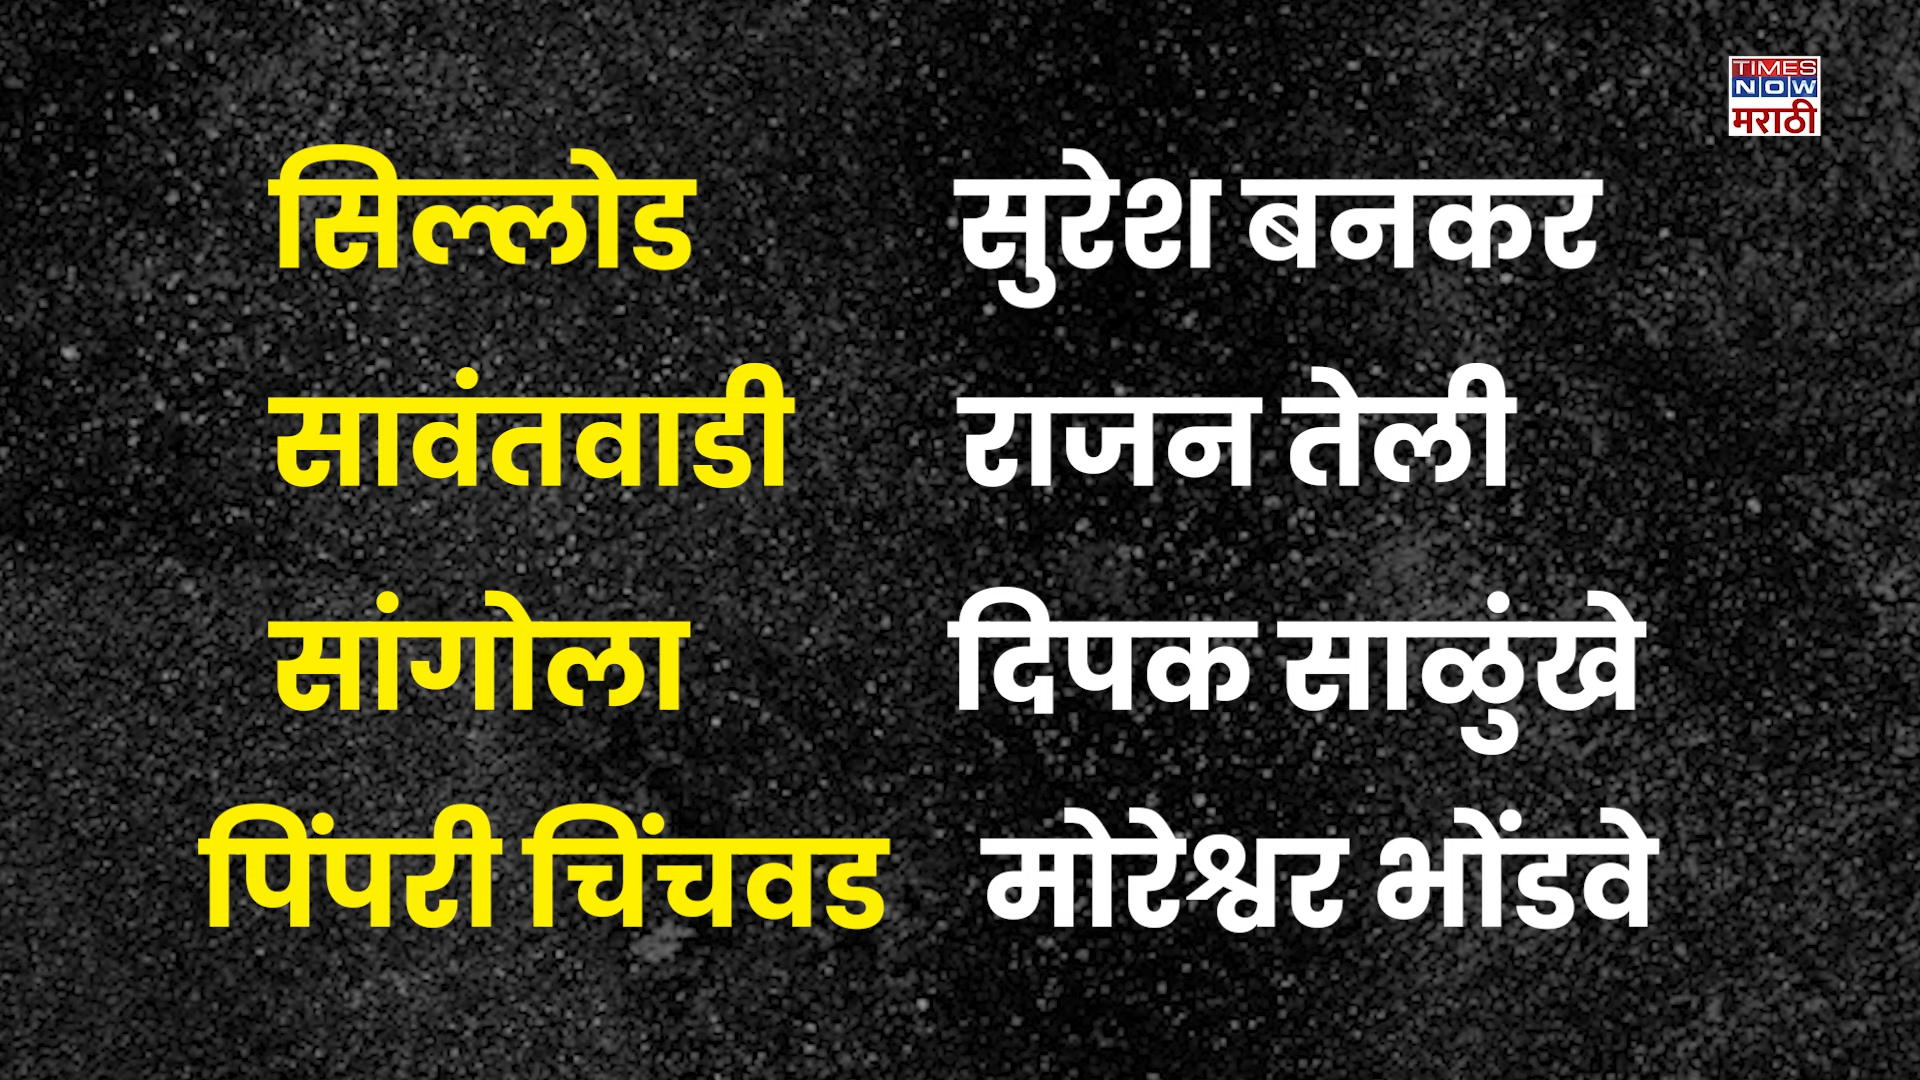 TIMES
NOW
मराठी
सिल्लोड सुरेश बनकर
सावंतवाडी राजन तेली
सांगोला दिपक साळुंखे
पिंपरी चिंचवड मोरेश्वर भोंडवे